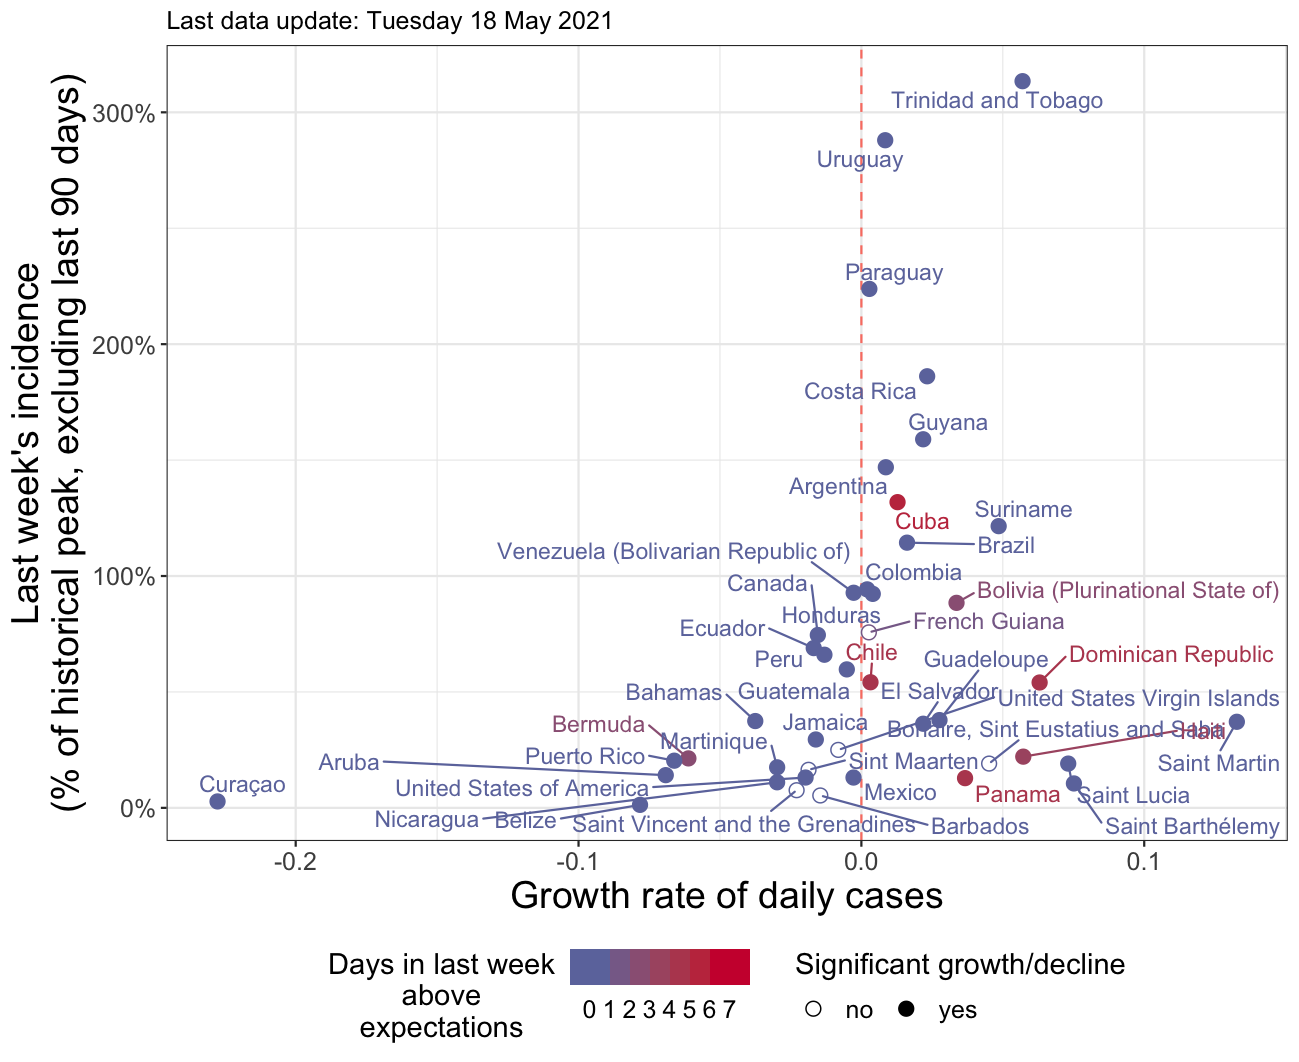 Last data update: Tuesday 18 May 2021
Last week's incidence
(% of historical peak, excluding last 90 days)
300%
200%
100%
0%
Trinidad and Tobago
Uruguay
Paraguay
Costa Rica
Guyana
Argentina
Cuba
Suriname
Brazil
Venezuela (Bolivarian Republic of)
Colombia
Canada
Bolivia (Plurinational State of)
Honduras
French Guiana
Ecuador
Chile
Peru
Guadeloupe
Dominican Republic
Bahamas
Guatemala
El Salvador
United States Virgin Islands
Bermuda
Jamaica
Bonaire, Sint Eustatius and Saba
Haiti
Martinique
Puerto Rico
Aruba
Sint Maarten
Saint Martin
Curaçao
United States of America
Mexico
Panama
Saint Lucia
Nicaragua
Belize
Saint Vincent and the Grenadines
Barbados
Saint Barthélemy
-0.2
-0.1
0.0
0.1
Growth rate of daily cases
Days in last week
above
expectations
0 1 2 3 4 5 6 7
Significant growth/decline
no
yes